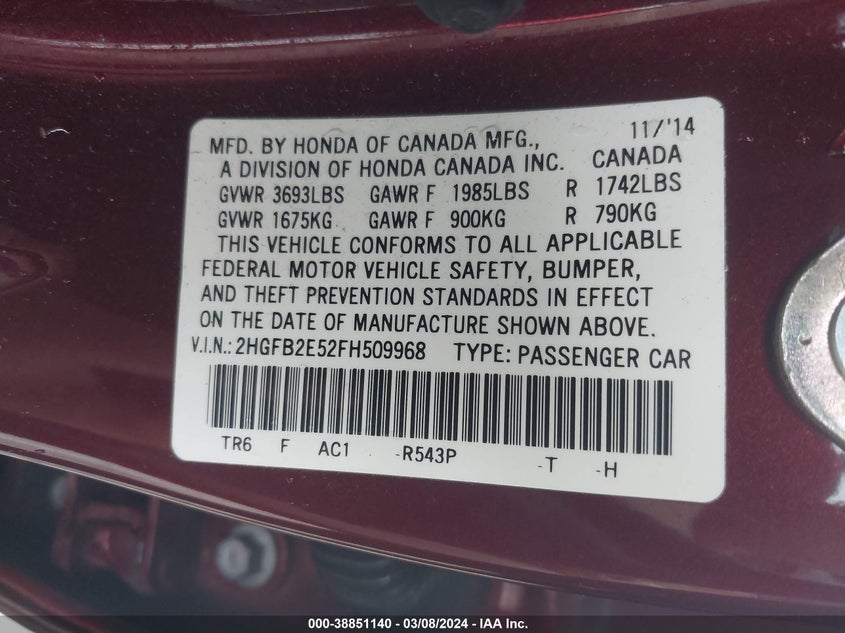 MFD. BY HONDA OF CANADA MFG., 11/'14
A DIVISION OF HONDA CANADA INC. CANADA
GVWR 3693LBS GAWR F 1985LBS R 1742LBS
GVWR 1675KG GAWR F 900KG R 790KG
THIS VEHICLE CONFORMS TO ALL APPLICABLE
FEDERAL MOTOR VEHICLE SAFETY, BUMPER,
AND THEFT PREVENTION STANDARDS IN EFFECT
ON THE DATE OF MANUFACTURE SHOWN ABOVE.
V.I.N.: 2HGFB2E52FH509968 TYPE: PASSENGER CAR
TR6 F AC1 -R543P -T -H
000-38851140 - 03/08/2024 - IAA Inc.